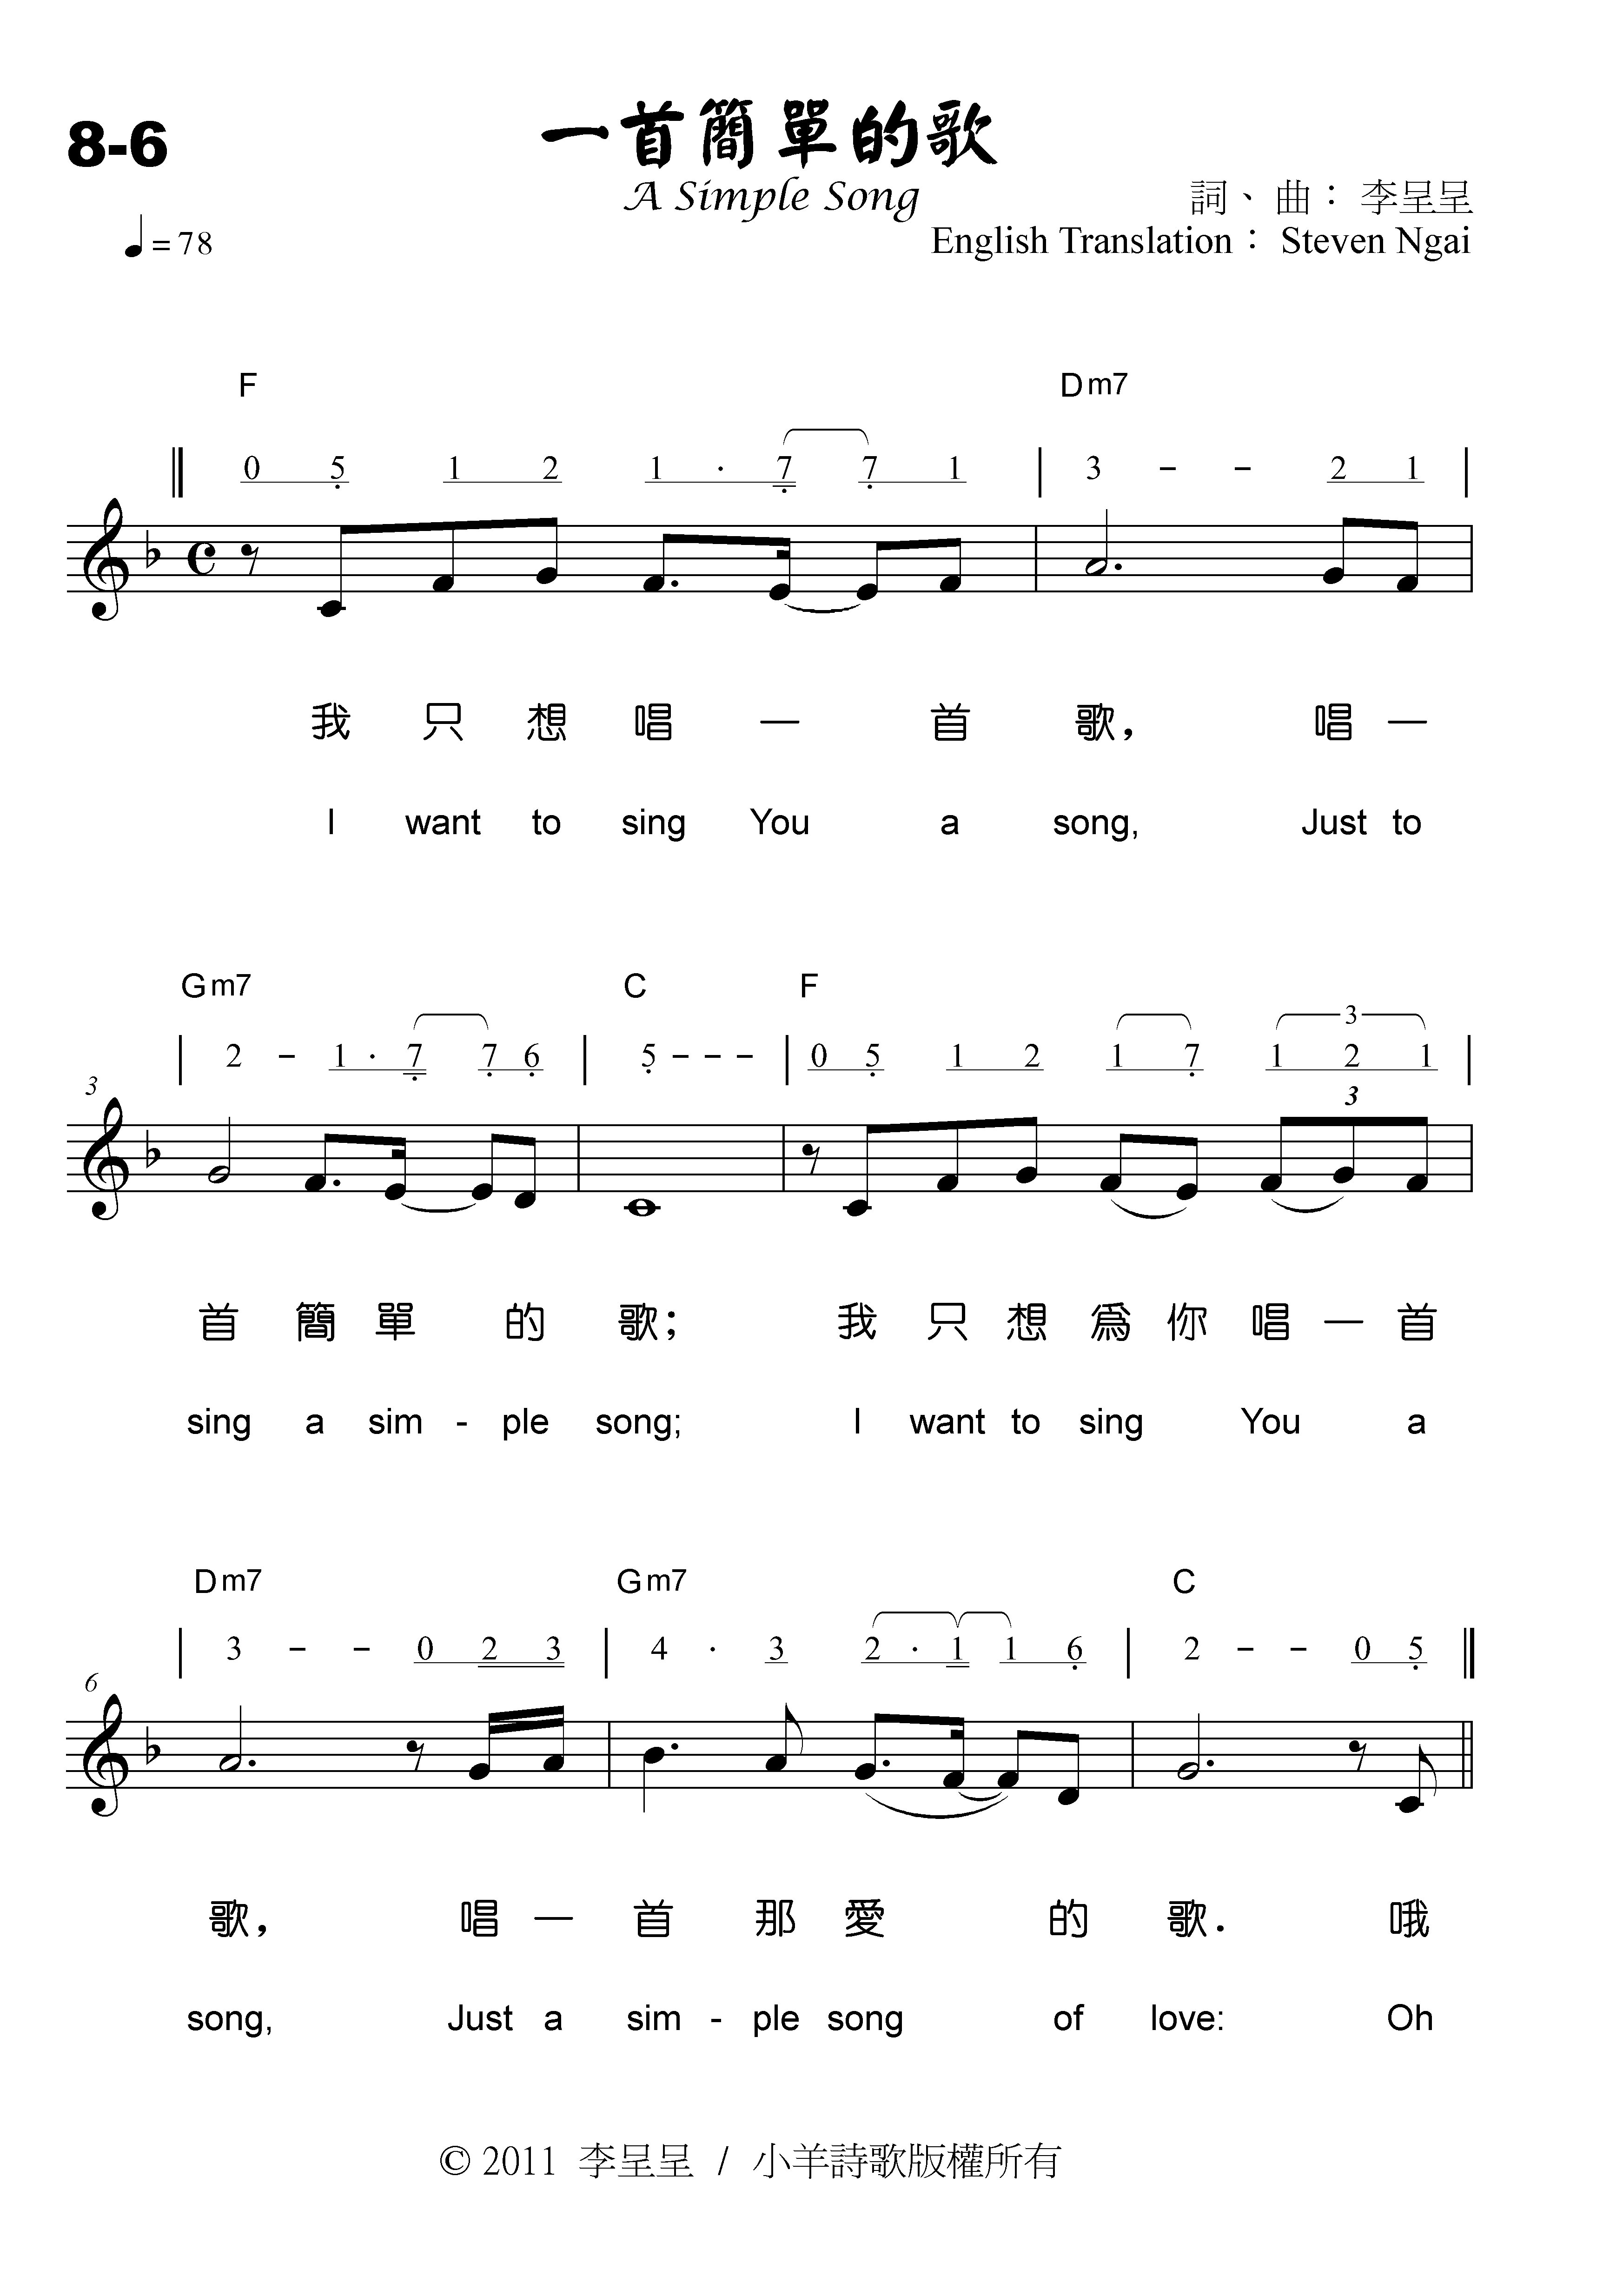 8-6
一首簡單的歌
A Simple Song
詞、曲： 李呈呈
♩= 78
English Translation： Steven Ngai
F Dm7
0 5 1 2 1 · 7 7 1 | 3 - - 2 1
我 只 想 唱 一 首 歌， 唱 一
I want to sing You a song, Just to
Gm7 C F
3
2 - 1 · 7 7 6 | 5 - - - | 0 5 1 2 1 7 1 2 1
3
3
首 簡 單 的 歌； 我 只 想 爲 你 唱 一 首
sing a sim - ple song; I want to sing You a
Dm7 Gm7 C
3 - - 0 2 3 | 4 · 3 2 · 1 1 6 | 2 - - 0 5
6
歌， 唱 一 首 那 愛 的 歌. 哦
song, Just a sim - ple song of love: Oh
© 2011 李呈呈 / 小羊詩歌版權所有